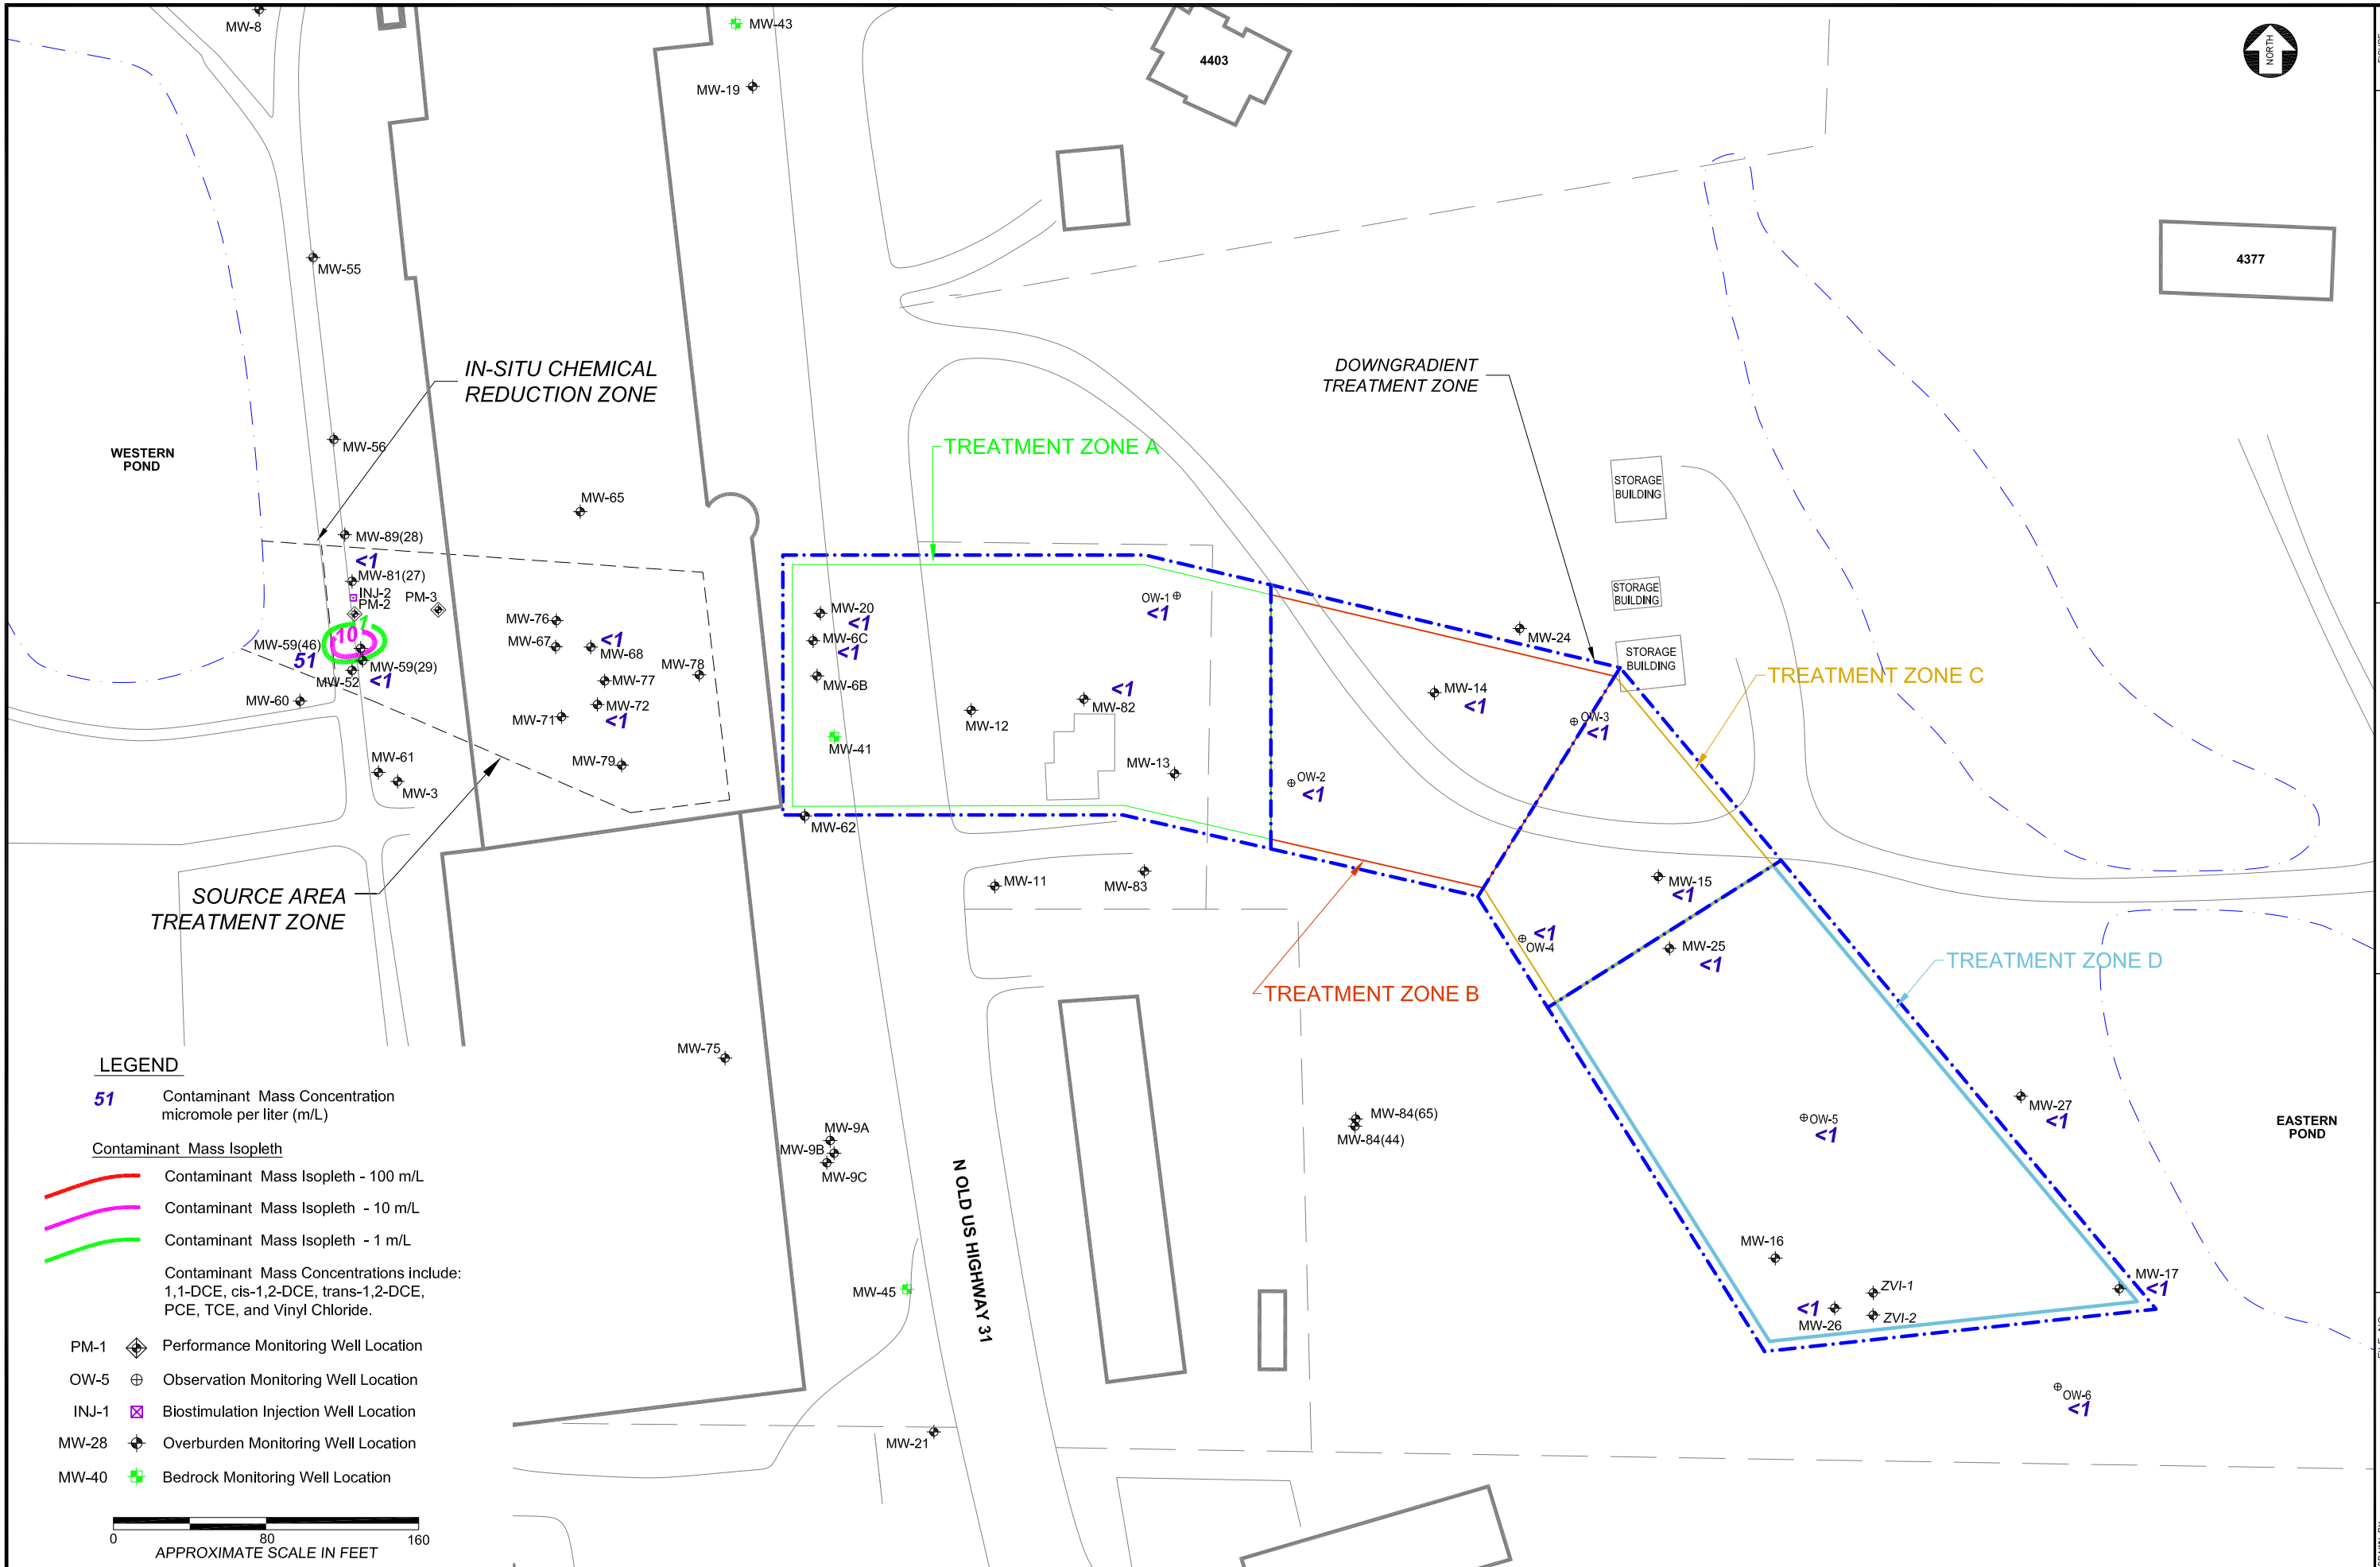 MW-8
MW-43
4403
NORTH
MW-19
4377
MW-55
IN-SITU CHEMICAL
REDUCTION ZONE
DOWNGRADIENT
TREATMENT ZONE
TREATMENT ZONE A
WESTERN
POND
MW-56
STORAGE
BUILDING
MW-65
MW-89(28)
<1
MW-81(27)
INJ-2
PM-2
PM-3
STORAGE
BUILDING
OW-1
<1
MW-20
<1
MW-76
1
10
MW-59(46)
51
MW-67
<1
MW-68
MW-6C
<1
MW-24
STORAGE
BUILDING
MW-59(29)
MW-52
<1
MW-78
MW-77
MW-6B
TREATMENT ZONE C
MW-60
MW-71
MW-72
<1
MW-12
<1
MW-82
MW-14
<1
OW-3
<1
MW-41
MW-61
MW-3
MW-79
MW-13
OW-2
<1
MW-62
SOURCE AREA
TREATMENT ZONE
MW-11
MW-83
MW-15
<1
<1
OW-4
MW-25
<1
TREATMENT ZONE D
TREATMENT ZONE B
MW-75
LEGEND
51
Contaminant Mass Concentration
micromole per liter (m/L)
Contaminant Mass Isopleth
Contaminant Mass Isopleth - 100 m/L
Contaminant Mass Isopleth - 10 m/L
Contaminant Mass Isopleth - 1 m/L
Contaminant Mass Concentrations include:
1,1-DCE, cis-1,2-DCE, trans-1,2-DCE,
PCE, TCE, and Vinyl Chloride.
PM-1 Performance Monitoring Well Location
OW-5 Observation Monitoring Well Location
INJ-1 Biostimulation Injection Well Location
MW-28 Overburden Monitoring Well Location
MW-40 Bedrock Monitoring Well Location
0 80 160
APPROXIMATE SCALE IN FEET
MW-9A
MW-9B
MW-9C
MW-84(65)
MW-84(44)
OW-5
<1
MW-27
<1
EASTERN
POND
N OLD US HIGHWAY 31
MW-45
MW-16
ZVI-1
ZVI-2
<1
MW-26
MW-17
<1
OW-6
<1
MW-21